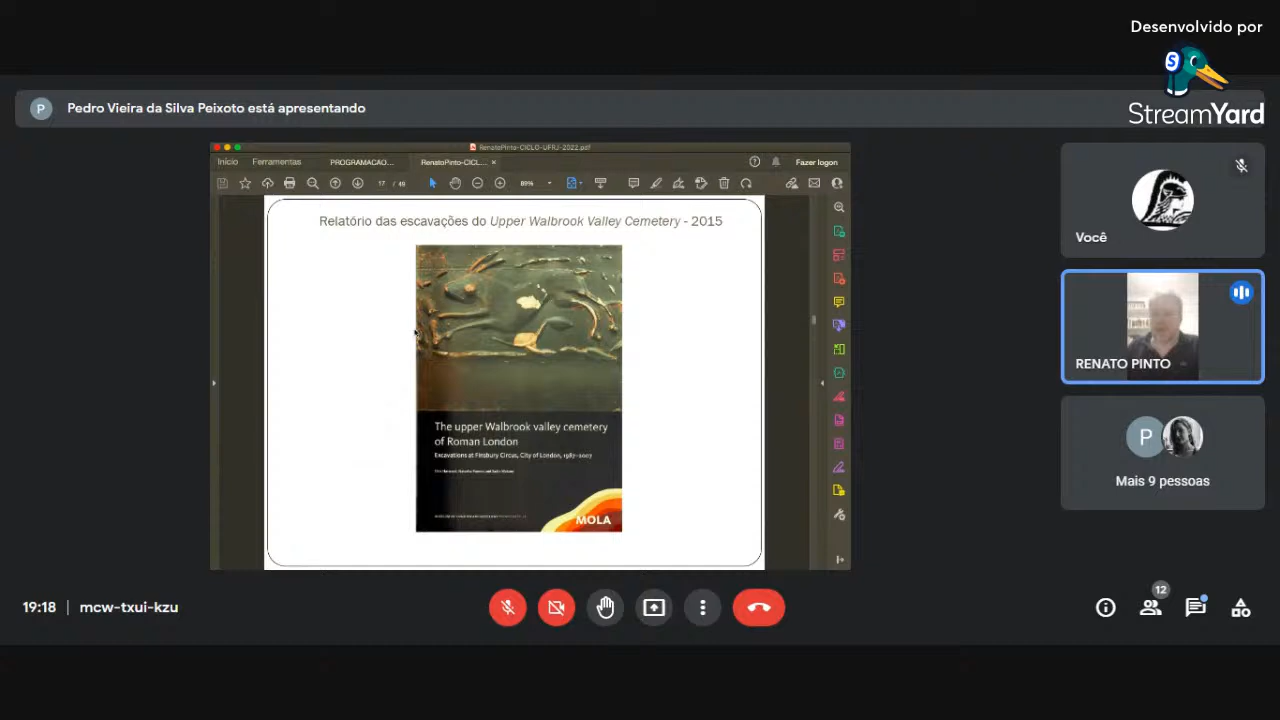 Desenvolvido por
StreamYard
P
Pedro Vieira da Silva Peixoto está apresentando
RenatoPinto-CICLO-UFRJ-2022.pdf
Início
Ferramentas
PROGRAMACAO...
RenatoPinto-CICL...
Fazer logon
17 / 49
89%
Relatório das escavações do Upper Walbrook Valley Cemetery - 2015
The upper Walbrook valley cemetery
of Roman London
Excavations at Finsbury Circus, City of London, 1987-2007
MOLA
Você
RENATO PINTO
P
Mais 9 pessoas
19:18 | mcw-txui-kzu
12